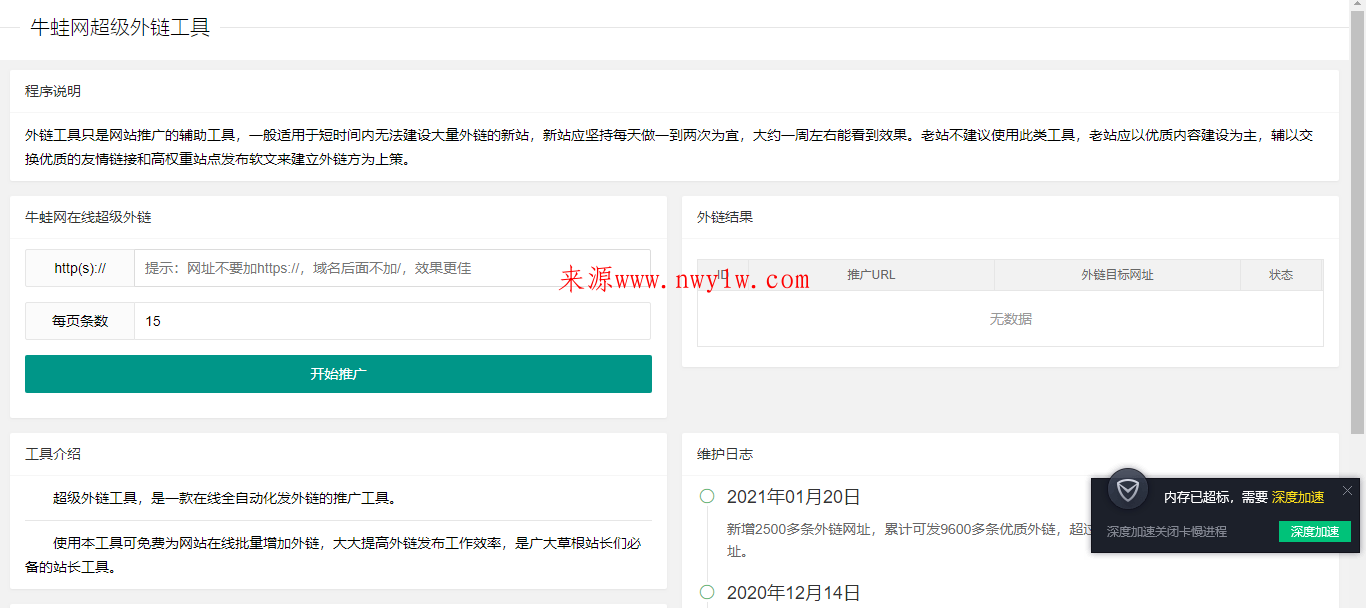 牛蛙网超级外链工具
程序说明
外链工具只是网站推广的辅助工具，一般适用于短时间内无法建设大量外链的新站，新站应坚持每天做一到两次为宜，大约一周左右能看到效果。老站不建议使用此类工具，老站应以优质内容建设为主，辅以交
换优质的友情链接和高权重站点发布软文来建立外链方为上策。
牛蛙网在线超级外链
http(s)://
提示：网址不要加https://，域名后面不加/，效果更佳
每页条数
15
开始推广
外链结果
ID
推广URL
外链目标网址
状态
无数据
来源www.nwy1w.com
工具介绍
超级外链工具，是一款在线全自动化发外链的推广工具。
使用本工具可免费为网站在线批量增加外链，大大提高外链发布工作效率，是广大草根站长们必
备的站长工具。
维护日志
2021年01月20日
新增2500多条外链网址，累计可发9600多条优质外链，超过
址。
2020年12月14日
内存已超标，需要 深度加速
深度加速关闭卡慢进程
深度加速